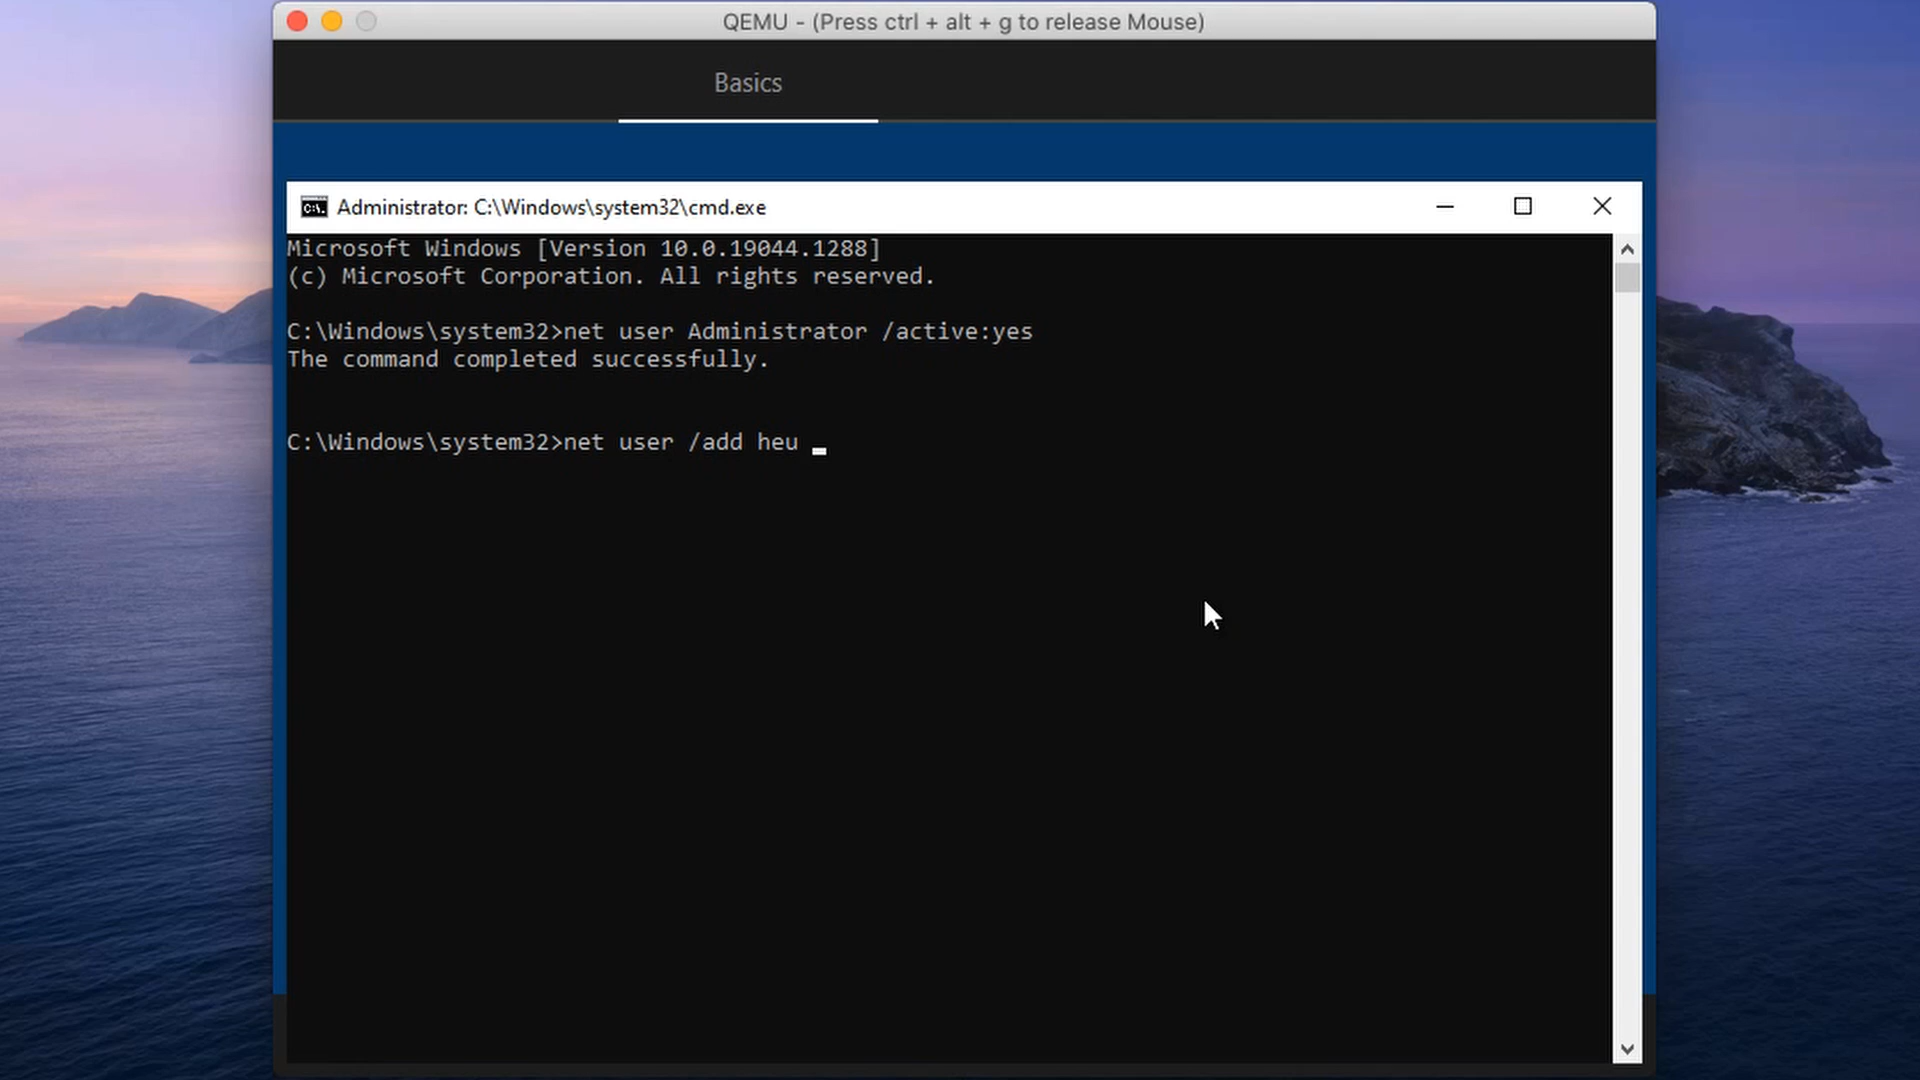 QEMU - (Press ctrl + alt + g to release Mouse)
Basics
Administrator: C:\Windows\system32\cmd.exe
Microsoft Windows [Version 10.0.19044.1288]
(c) Microsoft Corporation. All rights reserved.
C:\Windows\system32>net user Administrator /active:yes
The command completed successfully.
C:\Windows\system32>net user /add heu